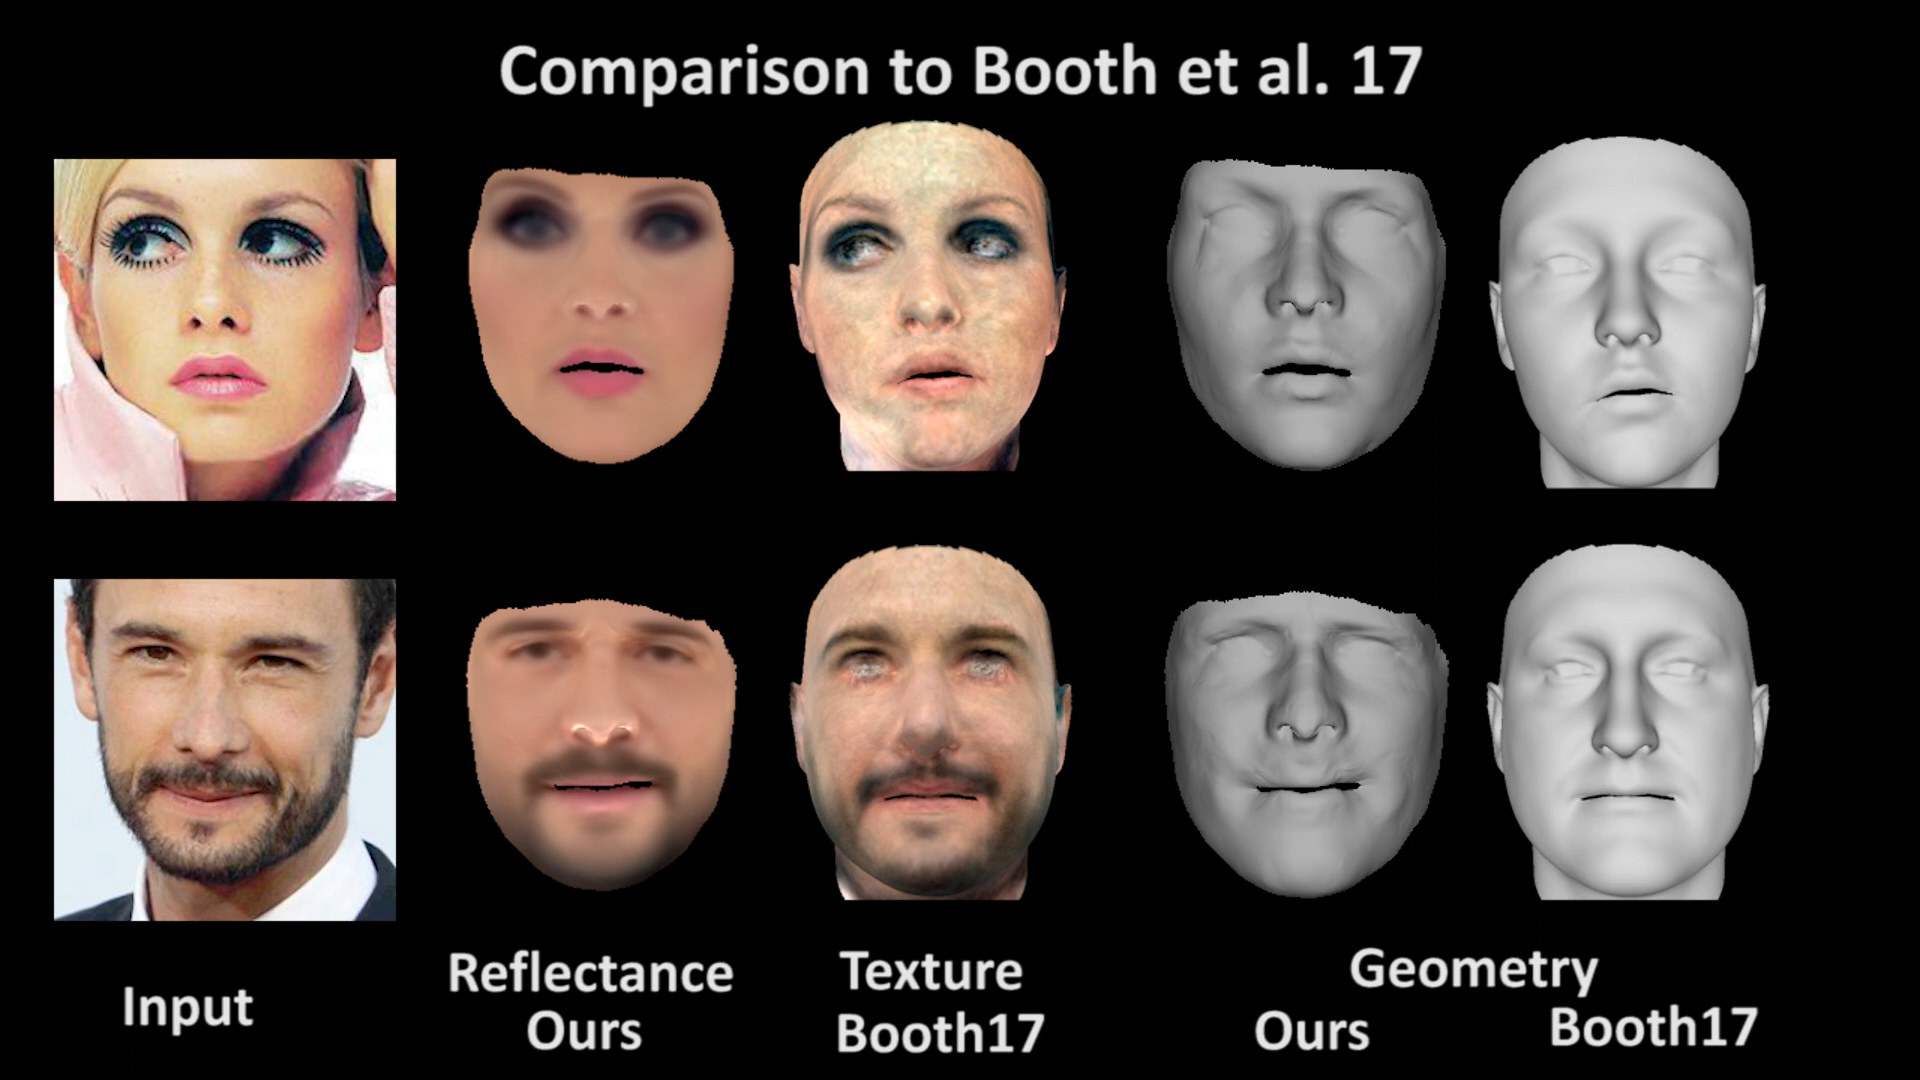 Comparison to Booth et al. 17
Input
Reflectance
Ours
Texture
Booth17
Geometry
Ours
Booth17